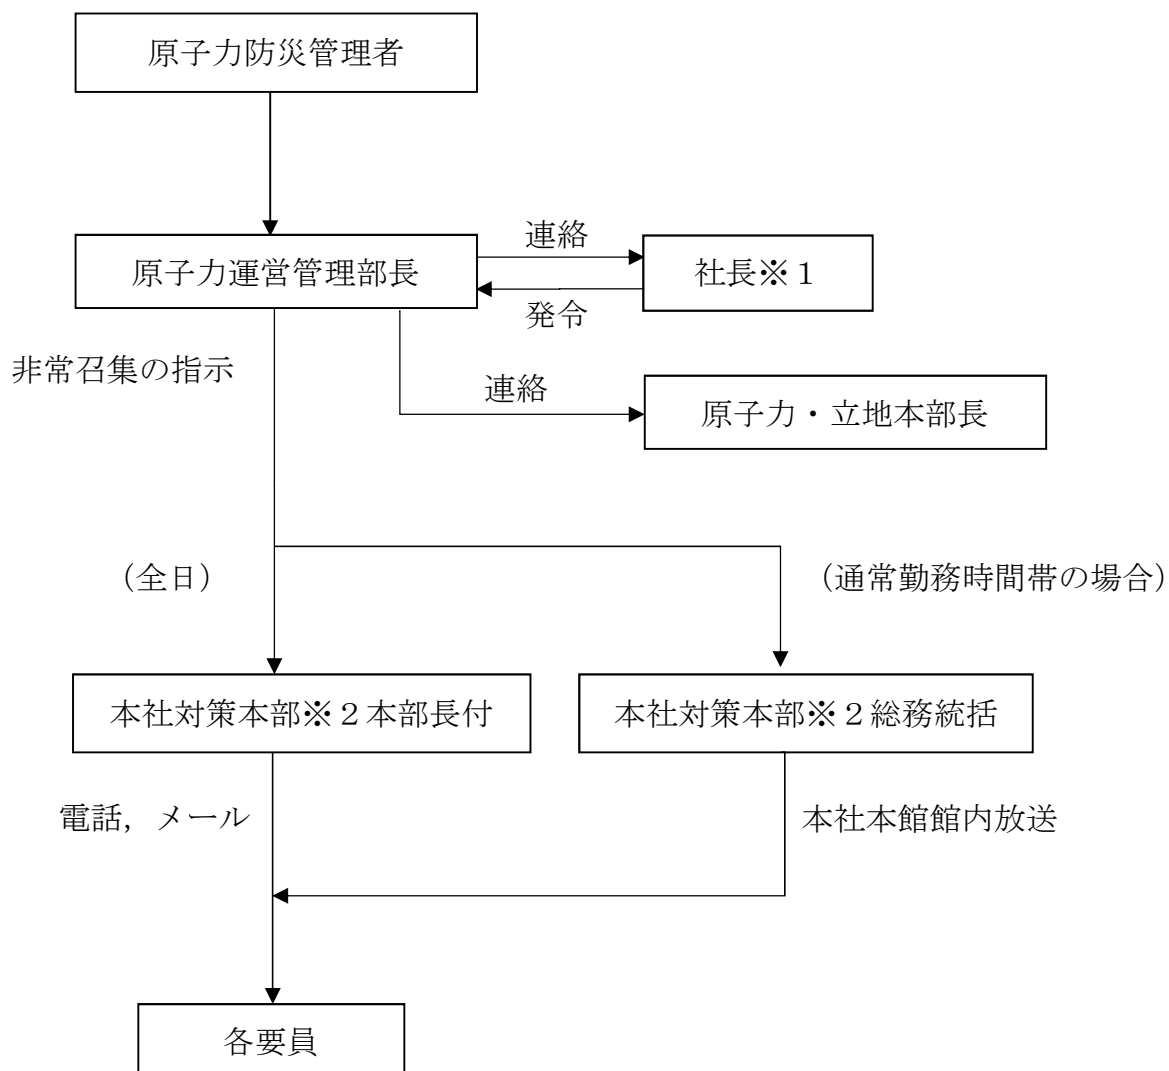 原子力防災管理者
連絡
原子力運営管理部長
社長※1
発令
非常召集の指示
連絡
原子力・立地本部長
（全日）
（通常勤務時間帯の場合）
本社対策本部※2本部長付
本社対策本部※2総務統括
電話，メール
本社本館館内放送
各要員